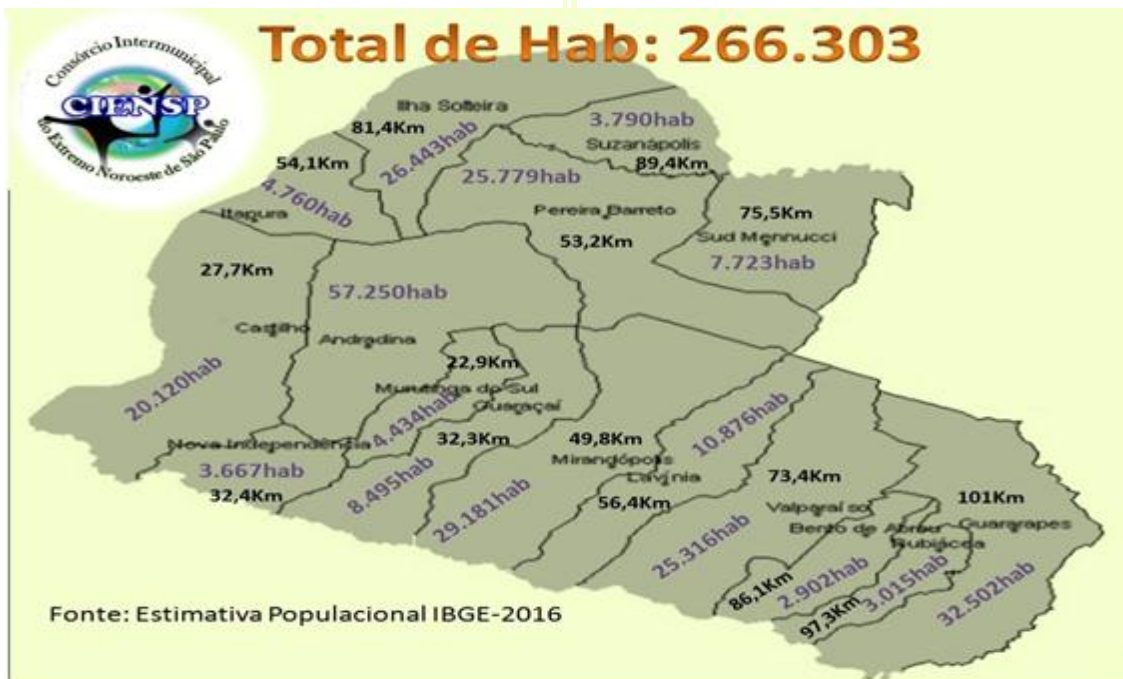 Total de Hab: 266.303
Consórcio Intermunicipal
CIENSP
do Extremo Noroeste de São Paulo
Ilha Solteira
81,4Km
26.443hab
3.790hab
Suzanápolis
89,4Km
54,1Km
4.760hab
Itapura
25.779hab
Pereira Barreto
53,2Km
75,5Km
Sud Mennucci
7.723hab
27,7Km
Castilho
20.120hab
57.250hab
Andradina
22,9Km
Murutinga do Sul
4.434hab
Guaraçaí
32,3Km
8.495hab
Nova Independência
3.667hab
32,4Km
49,8Km
Mirandópolis
29.181hab
10.876hab
Lavínia
56,4Km
73,4Km
Valparaíso
25.316hab
Bento de Abreu
86,1Km
2.902hab
Rubiácea
97,3Km
3.015hab
101Km
Guararapes
32.502hab
Fonte: Estimativa Populacional IBGE-2016